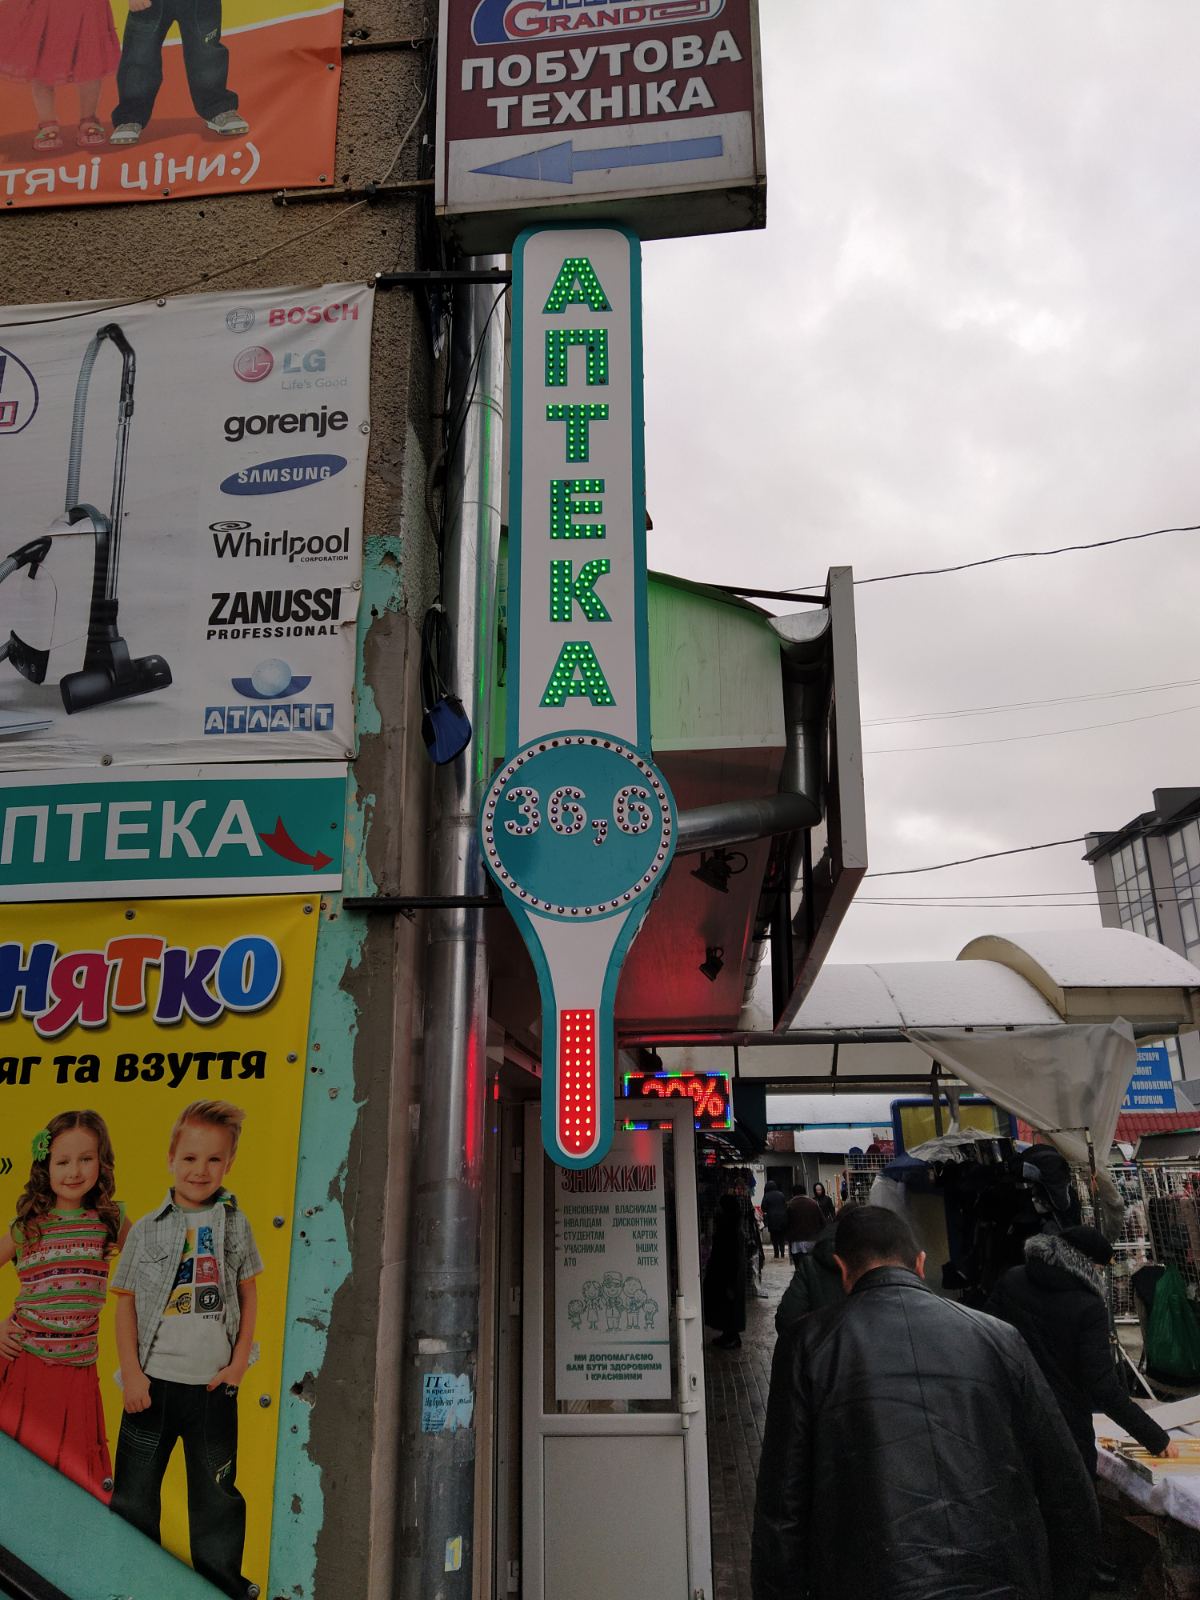 GRAND
ПОБУТОВА
ТЕХНІКА
тячі ціни:)
BOSCH
LG
Life's Good
gorenje
SAMSUNG
Whirlpool
CORPORATION
ZANUSSI
PROFESSIONAL
АТЛАНТ
АПТЕКА
36,6
ПТЕКА
НЯТКО
яг та взуття
»
%
ЗНИЖКИ!
ПЕНСІОНЕРАМ
ІНВАЛІДАМ
СТУДЕНТАМ
УЧАСНИКАМ
АТО
ВЛАСНИКАМ
ДИСКОНТНИХ
КАРТОК
ІНШИХ
АПТЕК
МИ ДОПОМАГАЄМО
ВАМ БУТИ ЗДОРОВИМИ
І КРАСИВИМИ
57
1